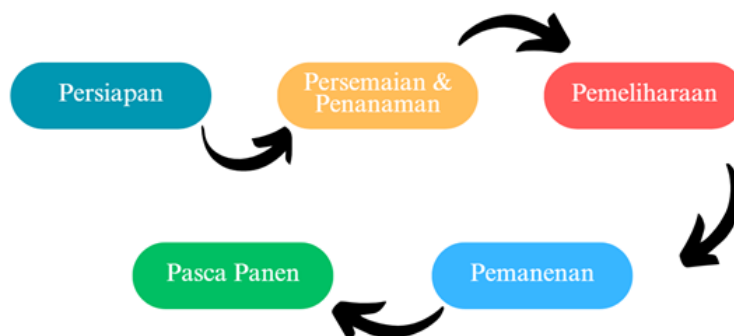 Persiapan
Persemaian &
Penanaman
Pemeliharaan
Pemanenan
Pasca Panen